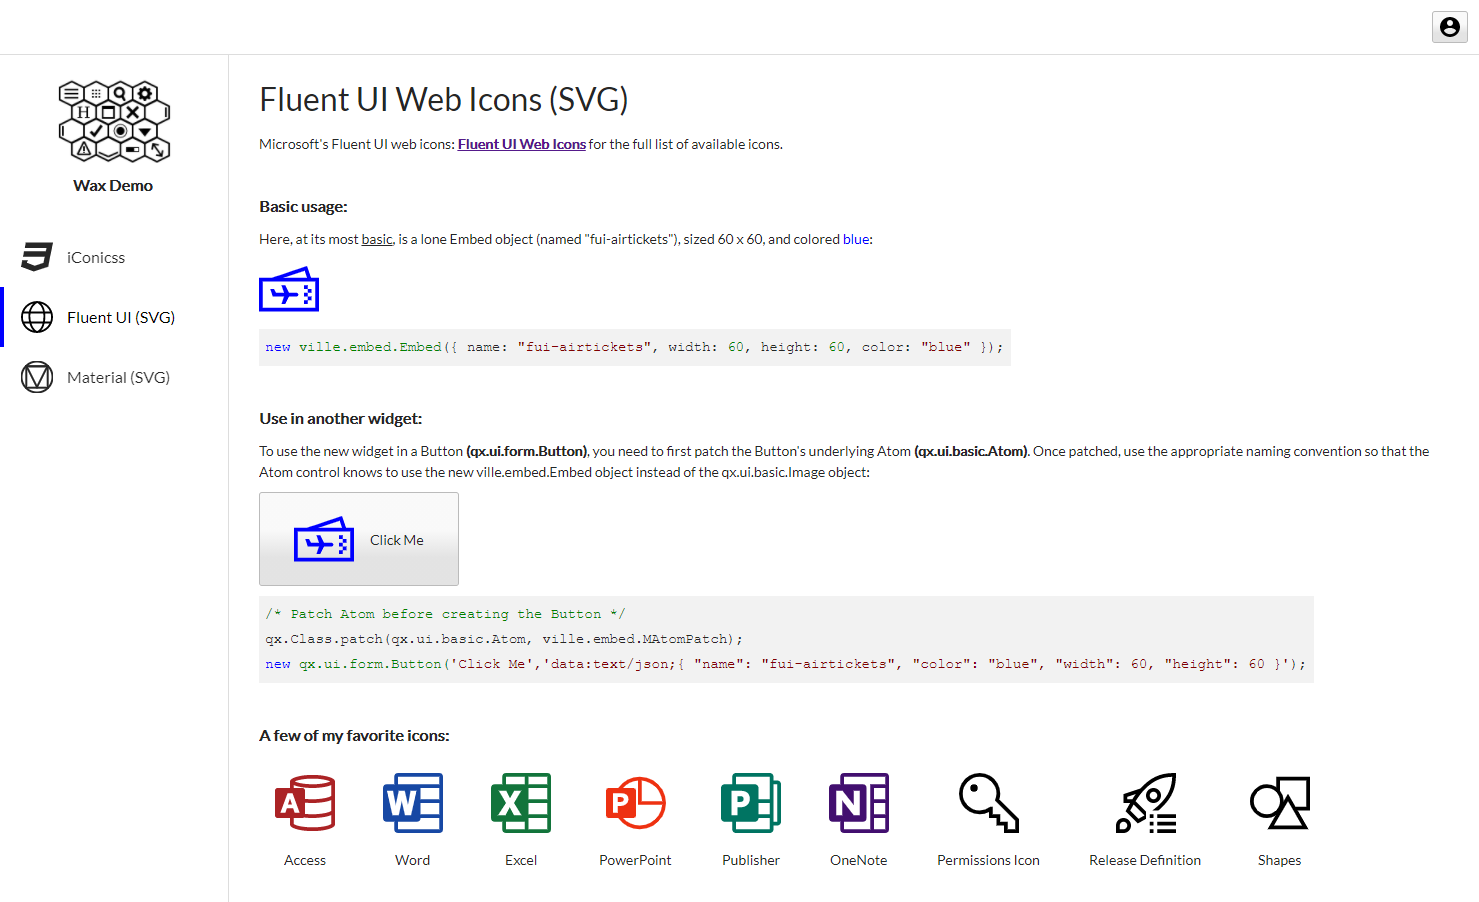 Wax Demo
iConicss
Fluent UI (SVG)
Material (SVG)
Fluent UI Web Icons (SVG)
Microsoft's Fluent UI web icons: Fluent UI Web Icons for the full list of available icons.
Basic usage:
Here, at its most basic, is a lone Embed object (named "fui-airtickets"), sized 60 x 60, and colored blue:
new ville.embed.Embed({ name: "fui-airtickets", width: 60, height: 60, color: "blue" });
Use in another widget:
To use the new widget in a Button (qx.ui.form.Button), you need to first patch the Button's underlying Atom (qx.ui.basic.Atom). Once patched, use the appropriate naming convention so that the
Atom control knows to use the new ville.embed.Embed object instead of the qx.ui.basic.Image object:
Click Me
/* Patch Atom before creating the Button */
qx.Class.patch(qx.ui.basic.Atom, ville.embed.MAtomPatch);
new qx.ui.form.Button('Click Me','data:text/json;{ "name": "fui-airtickets", "color": "blue", "width": 60, "height": 60 }');
A few of my favorite icons:
A W X P P N
Access Word Excel PowerPoint Publisher OneNote Permissions Icon Release Definition Shapes